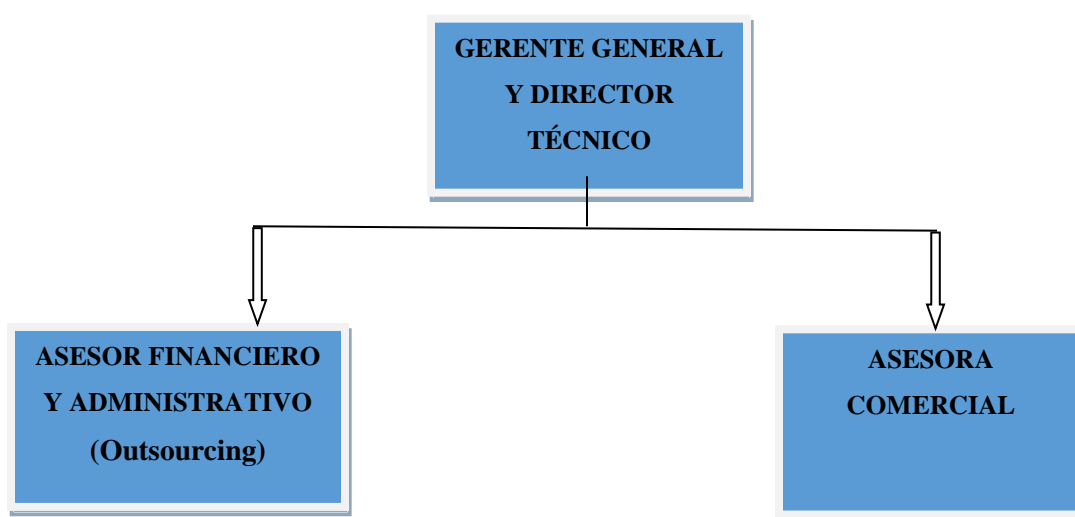 GERENTE GENERAL
Y DIRECTOR
TÉCNICO
ASESOR FINANCIERO
Y ADMINISTRATIVO
(Outsourcing)
ASESORA
COMERCIAL